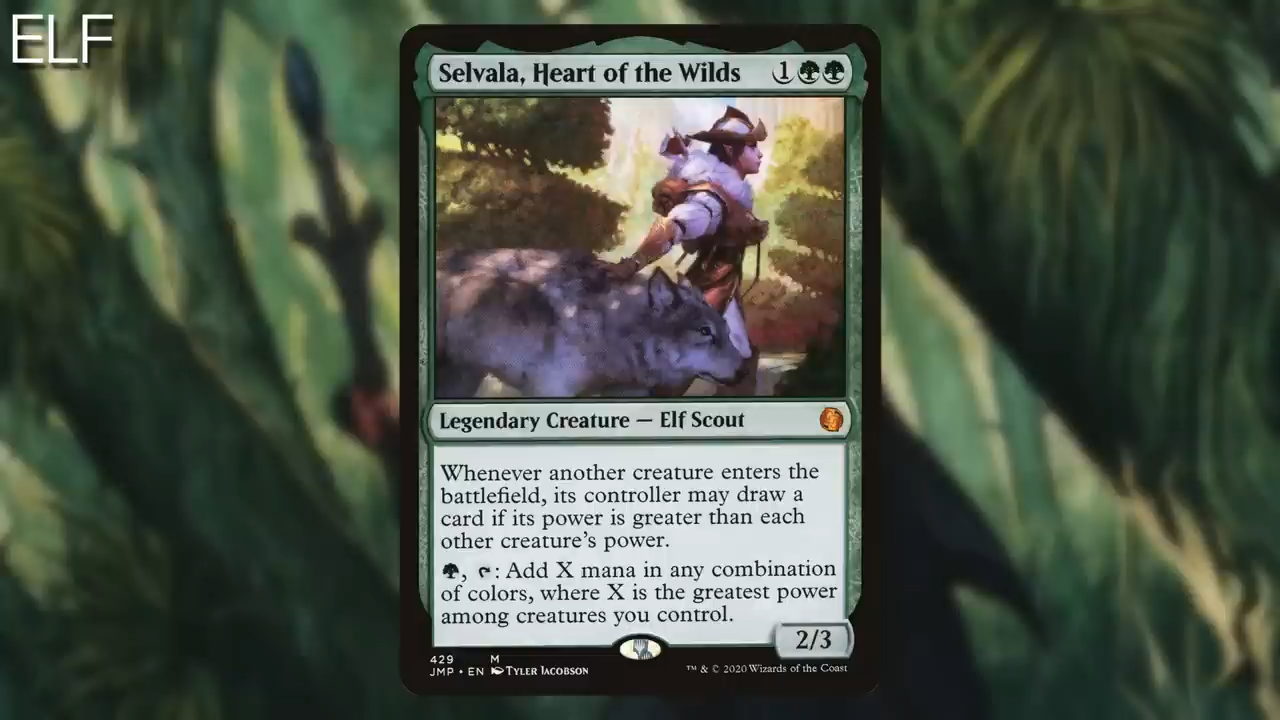 ELF
Selvala, Heart of the Wilds 1
Legendary Creature — Elf Scout
Whenever another creature enters the
battlefield, its controller may draw a
card if its power is greater than each
other creature's power.
, : Add X mana in any combination
of colors, where X is the greatest power
among creatures you control.
2/3
429 M
JMP • EN Tyler Jacobson
™ & © 2020 Wizards of the Coast